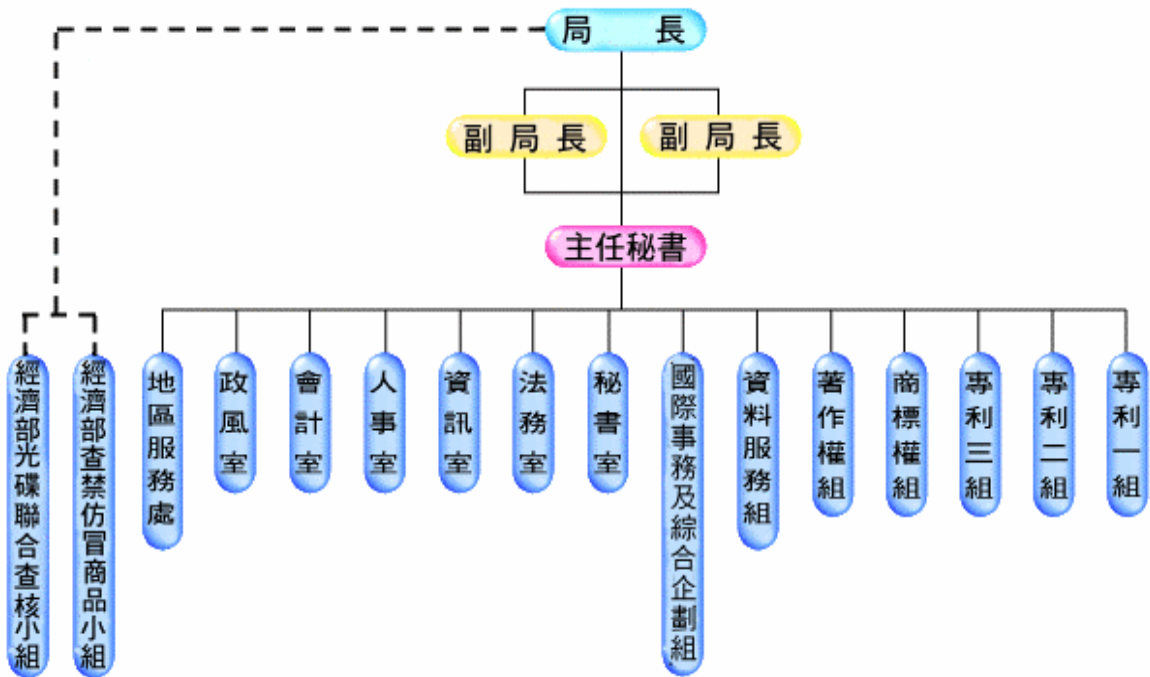 局長
副局長
副局長
主任秘書
經濟部光碟聯合查核小組
經濟部查禁仿冒商品小組
地區服務處
政風室
會計室
人事室
資訊室
法務室
秘書室
國際事務及綜合企劃組
資料服務組
著作權組
商標權組
專利三組
專利二組
專利一組